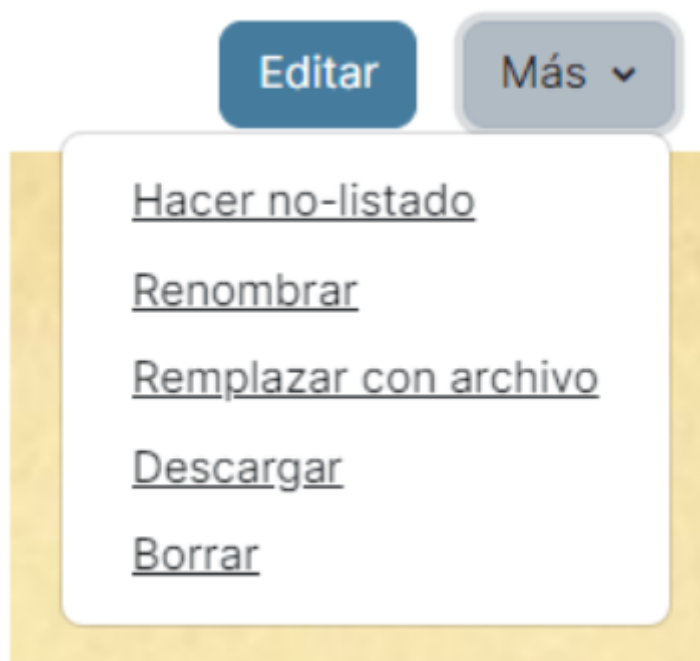 Editar
Más
Hacer no-listado
Renombrar
Remplazar con archivo
Descargar
Borrar